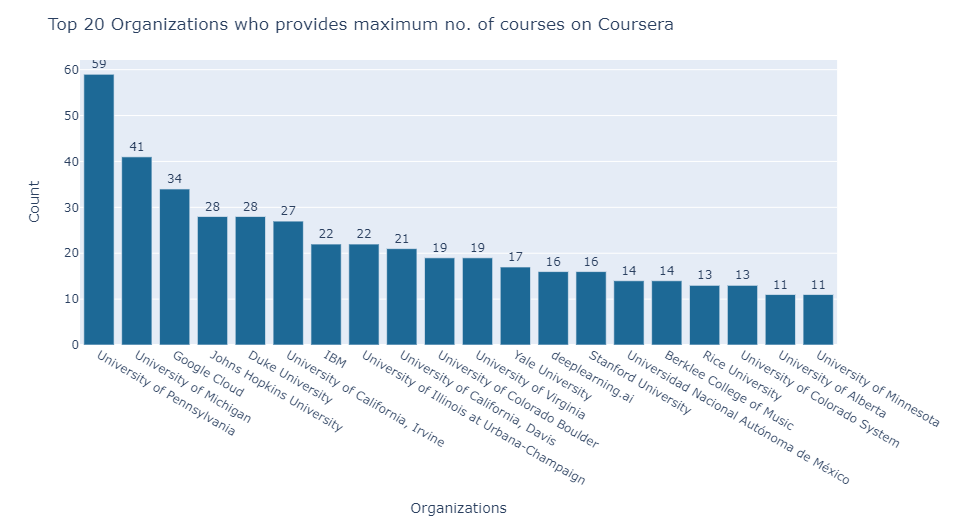 Top 20 Organizations who provides maximum no. of courses on Coursera
Count
60
50
40
30
20
10
0
59
41
34
28
28
27
22
22
21
19
19
17
16
16
14
14
13
13
11
11
University of Pennsylvania
University of Michigan
Google Cloud
Johns Hopkins University
Duke University
University of California, Irvine
IBM
University of Illinois at Urbana-Champaign
University of California, Davis
University of Colorado Boulder
University of Virginia
Yale University
deeplearning.ai
Stanford University
Universidad Nacional Autónoma de México
Berklee College of Music
Rice University
University of Colorado System
University of Alberta
University of Minnesota
Organizations